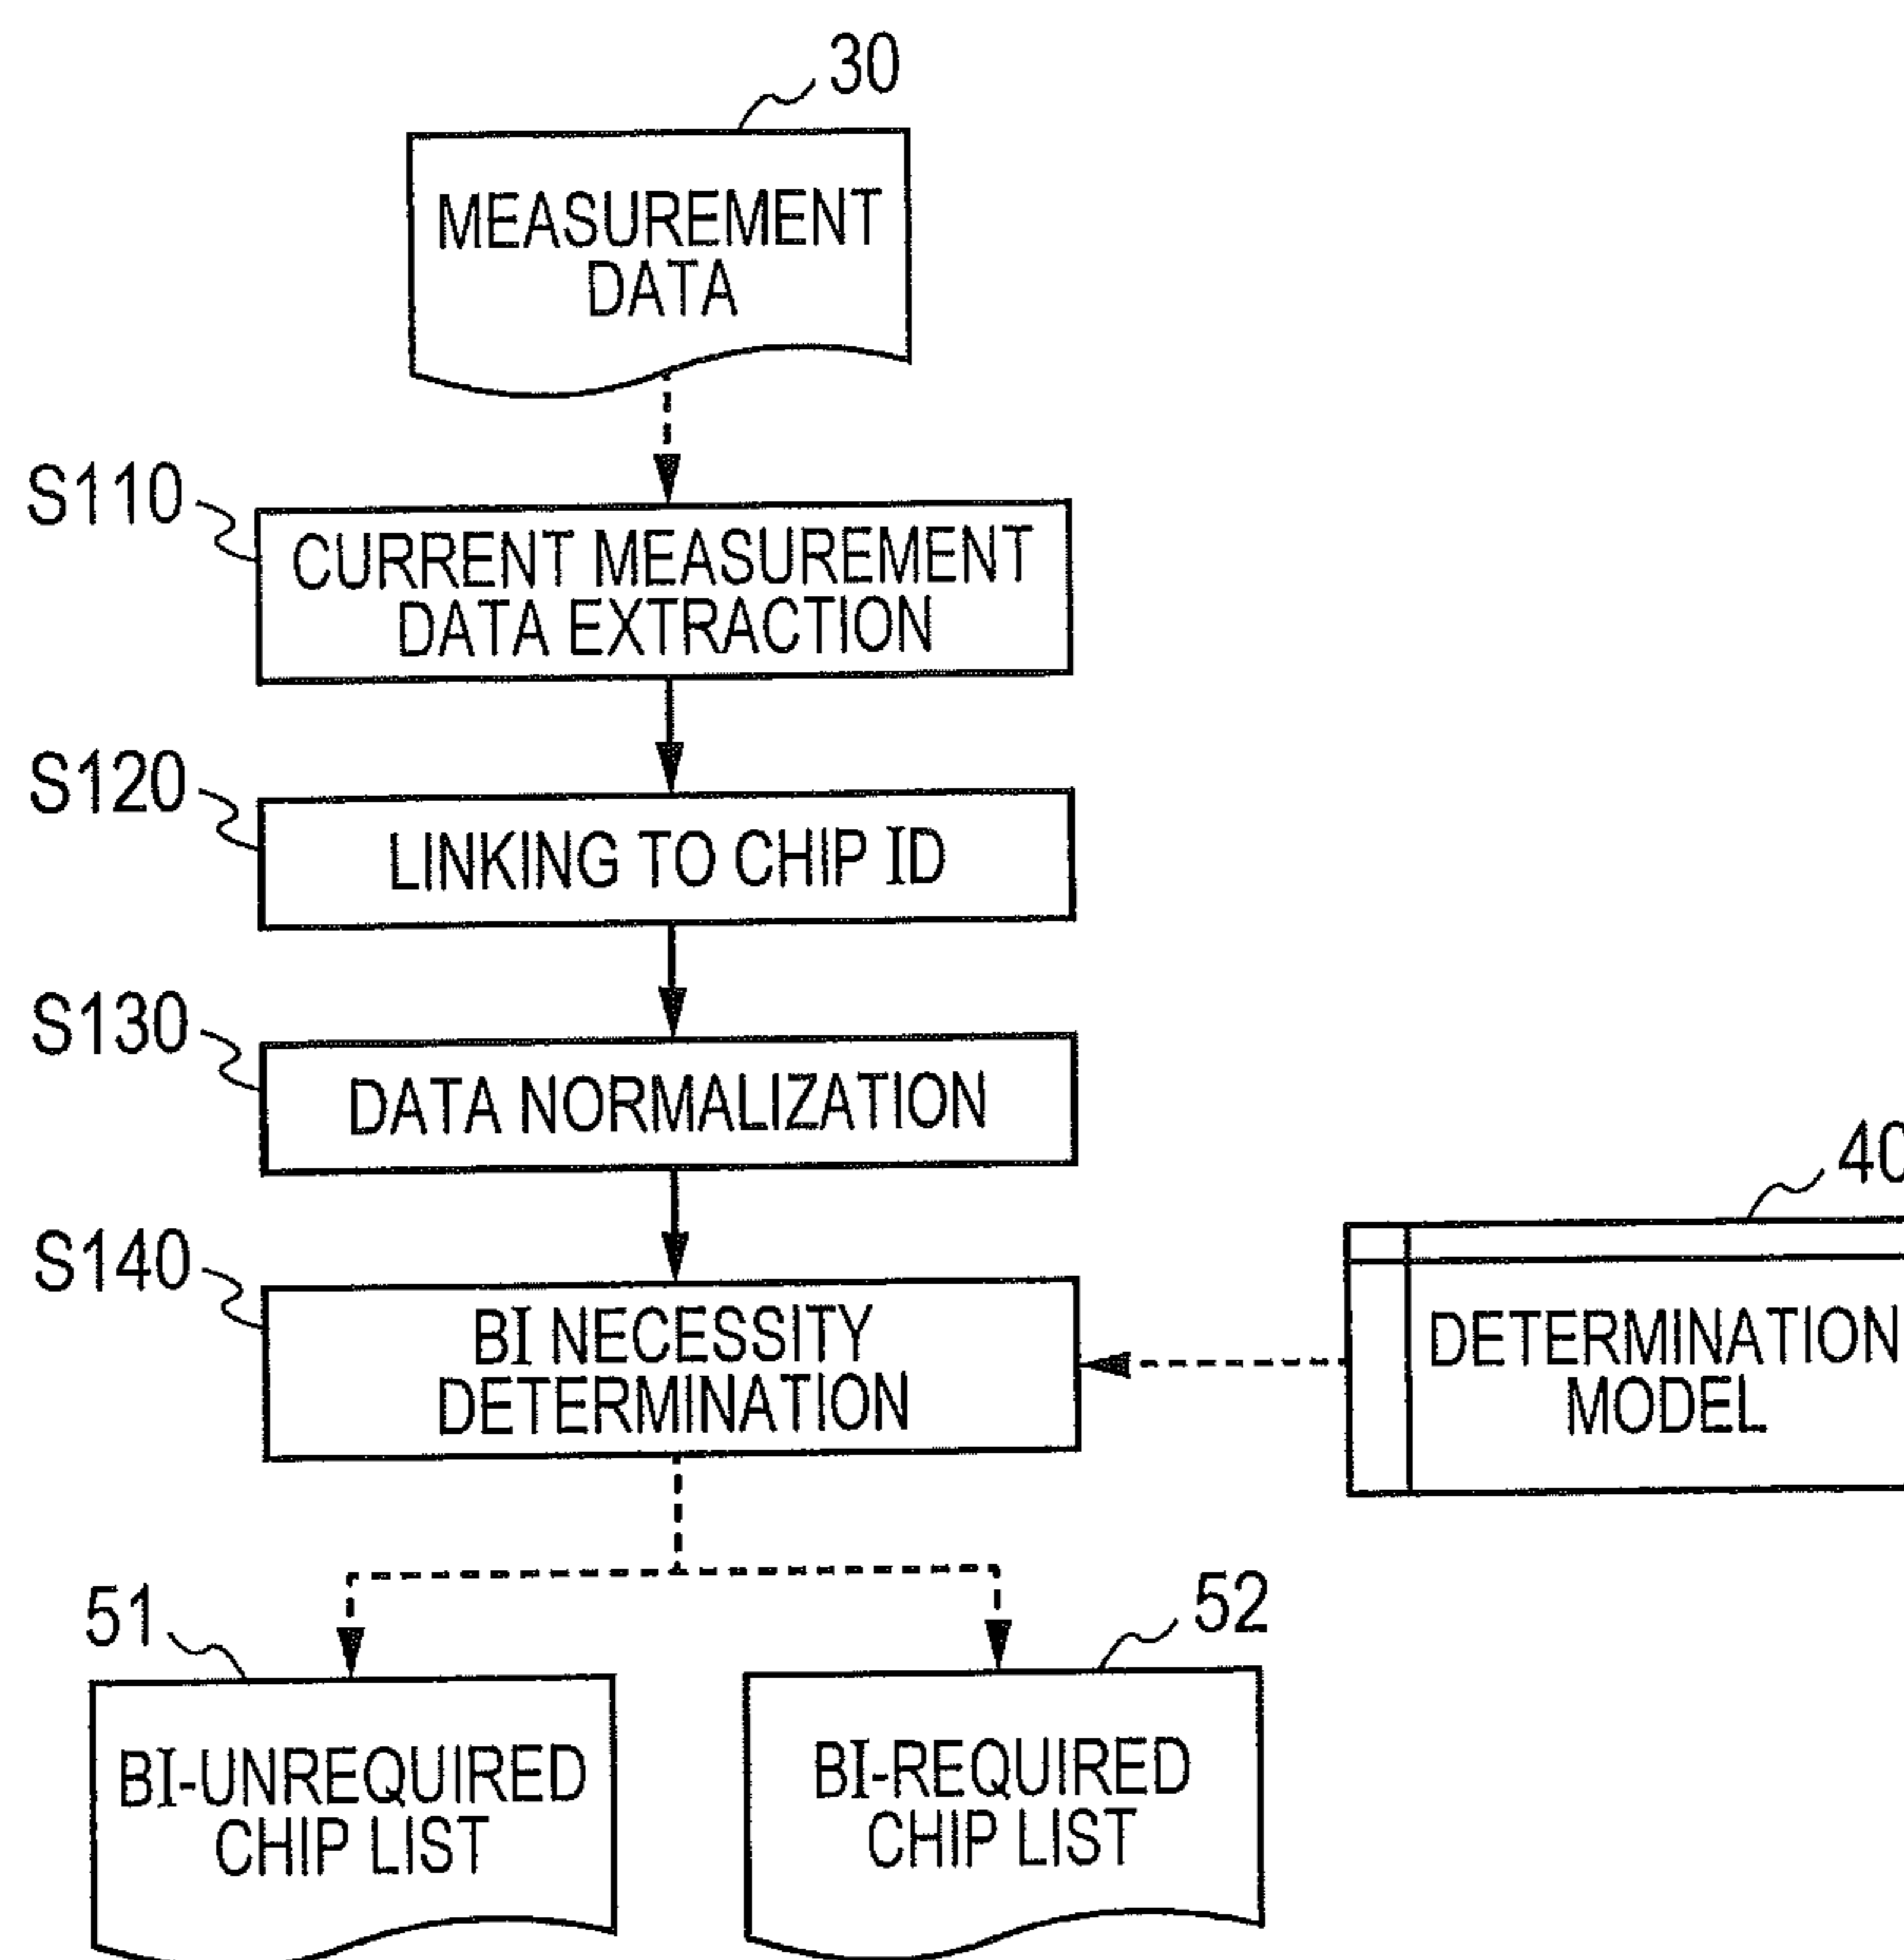 30
MEASUREMENT
DATA
S110
CURRENT MEASUREMENT
DATA EXTRACTION
S120
LINKING TO CHIP ID
S130
DATA NORMALIZATION
40
S140
BI NECESSITY
DETERMINATION
DETERMINATION
MODEL
51
52
BI-UNREQUIRED
CHIP LIST
BI-REQUIRED
CHIP LIST